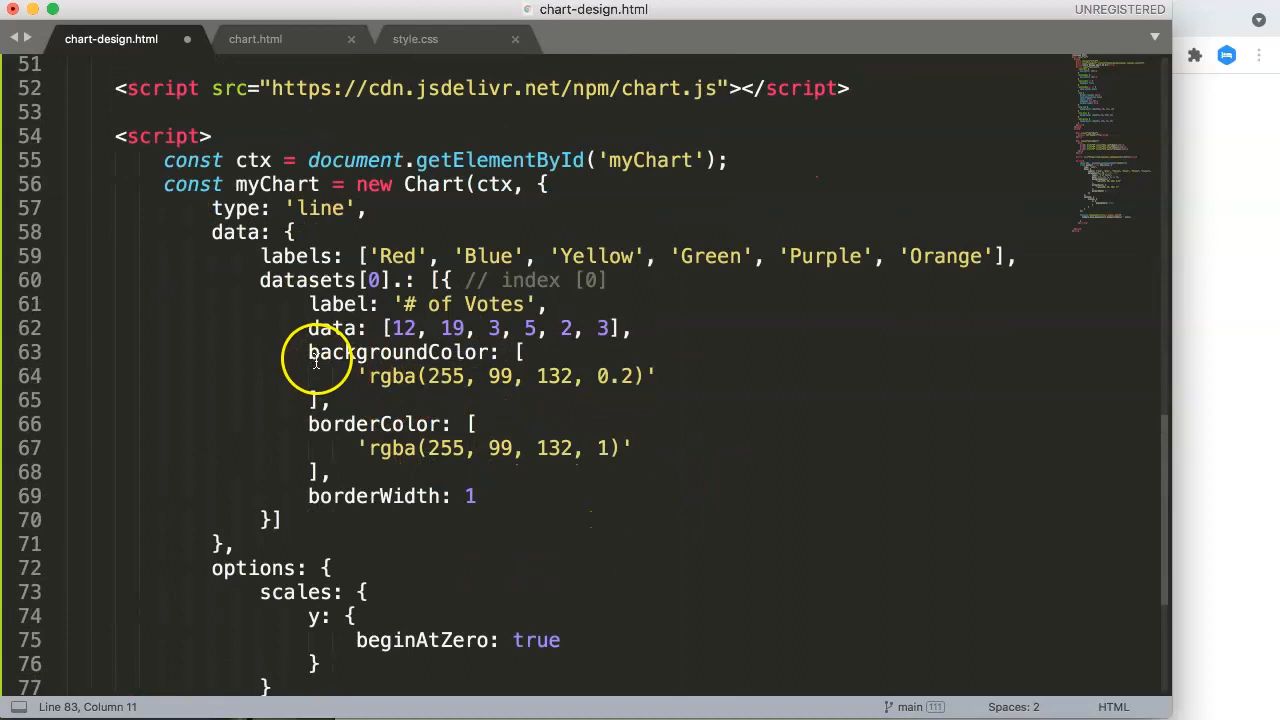 chart-design.html
UNREGISTERED
chart-design.html
chart.html
style.css
51
52 <script src="https://cdn.jsdelivr.net/npm/chart.js"></script>
53
54 <script>
55 const ctx = document.getElementById('myChart');
56 const myChart = new Chart(ctx, {
57 type: 'line',
58 data: {
59 labels: ['Red', 'Blue', 'Yellow', 'Green', 'Purple', 'Orange'],
60 datasets[0].: [{ // index [0]
61 label: '# of Votes',
62 data: [12, 19, 3, 5, 2, 3],
63 backgroundColor: [
64 'rgba(255, 99, 132, 0.2)'
65 ],
66 borderColor: [
67 'rgba(255, 99, 132, 1)'
68 ],
69 borderWidth: 1
70 }]
71 },
72 options: {
73 scales: {
74 y: {
75 beginAtZero: true
76 }
77 }
Line 83, Column 11
main 111
Spaces: 2
HTML